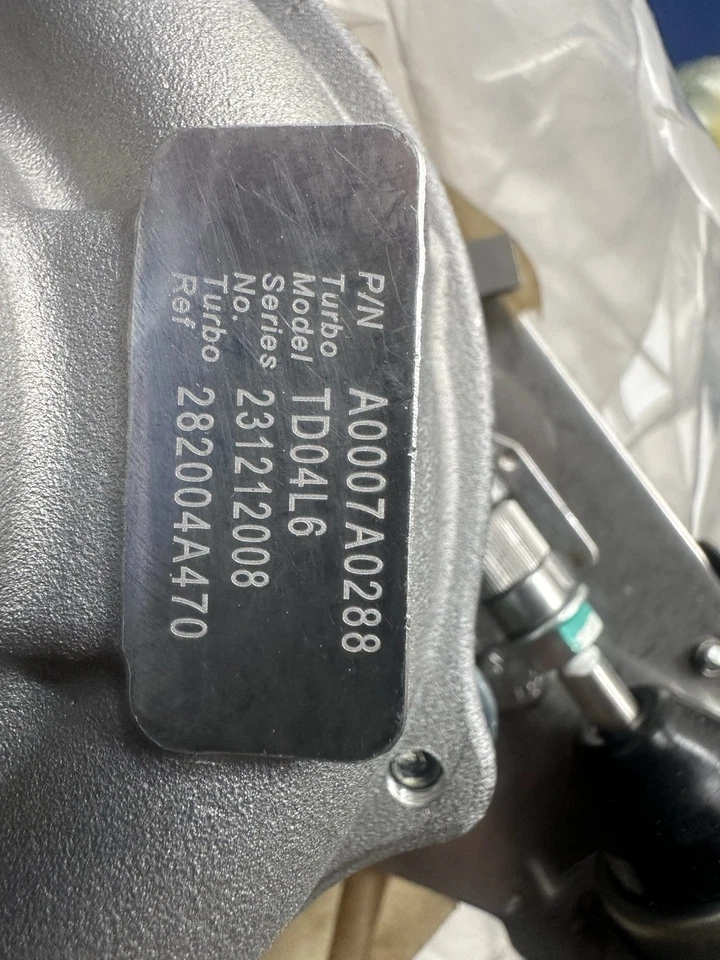 P/N A0007A0288
Turbo
Model TD04L6
Series
No. 231212008
Turbo
Ref 282004A470